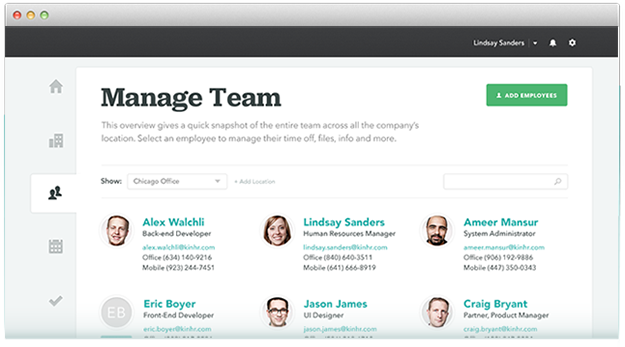 Lindsay Sanders
Manage Team
ADD EMPLOYEES
This overview gives a quick snapshot of the entire team across all the company's
location. Select an employee to manage their time off, files, info and more.
Show: Chicago Office + Add Location
Alex Walchli
Back-end Developer
alex.walchli@kinhr.com
Office (634) 140-9216
Mobile (923) 244-7451
Lindsay Sanders
Human Resources Manager
lindsay.sanders@kinhr.com
Office (840) 640-3511
Mobile (641) 666-8919
Ameer Mansur
System Administrator
ameer.mansur@kinhr.com
Office (906) 192-9886
Mobile (447) 350-0343
EB
Eric Boyer
Front-End Developer
eric.boyer@kinhr.com
Jason James
UI Designer
jason.james@kinhr.com
Craig Bryant
Partner, Product Manager
craig.bryant@kinhr.com